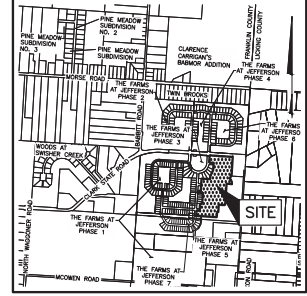 PINE MEADOW
SUBDIVISION
NO. 2
PINE MEADOW
SUBDIVISION
NO. 3
PINE MEADOW
SUBDIVISION
CLARENCE
CARRIGAN'S
BABMOR ADDITION
FRANKLIN COUNTY
LICKING COUNTY
THE FARMS
AT JEFFERSON
PHASE 4
MORSE ROAD
THE FARMS
AT JEFFERSON
PHASE 2
TWIN BROOKS
BABBITT ROAD
THE FARMS
AT JEFFERSON
PHASE 3
THE FARMS
AT JEFFERSON
PHASE 6
WOODS AT
SWISHER CREEK
CLARK STATE ROAD
SITE
NORTH WAGGONER ROAD
THE FARMS AT
JEFFERSON
PHASE 1
THE FARMS AT
JEFFERSON
PHASE 5
MCOWEN ROAD
THE FARMS AT
JEFFERSON
PHASE 7
ON ROAD